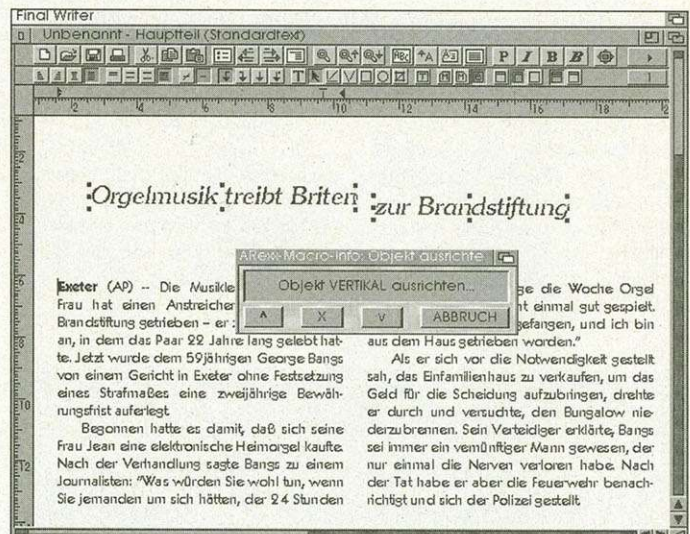 Final Writer
Unbenannt - Hauptteil (Standardtext)
P I B B
2 4 6 8 10 12 14 16 18
Orgelmusik treibt Briten zur Brandstiftung
ARexx-Macro-Info: Objekt ausrichte
Objekt VERTIKAL ausrichten...
^ X v ABBRUCH
Exeter (AP) -- Die Musikle
Frau hat einen Anstreicher
Brandstiftung getrieben – er
an, in dem das Paar 22 Jahre lang gelebt hat-
te. Jetzt wurde dem 59jährigen George Bangs
von einem Gericht in Exeter ohne Festsetzung
eines Strafmaßes eine zweijährige Bewäh-
rungsfrist auferlegt.
Begonnen hatte es damit, daß sich seine
Frau Jean eine elektronische Heimorgel kaufte.
Nach der Verhandlung sagte Bangs zu einem
Journalisten: "Was würden Sie wohl tun, wenn
Sie jemanden um sich hätten, der 24 Stunden
ge die Woche Orgel
nt einmal gut gespielt.
gefangen, und ich bin
aus dem Haus getrieben worden."
Als er sich vor die Notwendigkeit gestellt
sah, das Einfamilienhaus zu verkaufen, um das
Geld für die Scheidung aufzubringen, drehte
er durch und versuchte, den Bungalow nie-
derzubrennen. Sein Verteidiger erklärte, Bangs
sei immer ein vernünftiger Mann gewesen, der
nur einmal die Nerven verloren habe. Nach
der Tat habe er aber die Feuerwehr benach-
richtigt und sich der Polizei gestellt.